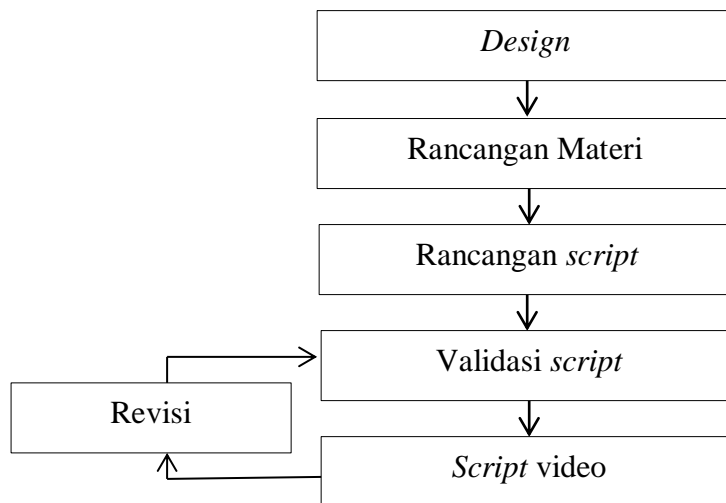 Design
Rancangan Materi
Rancangan script
Validasi script
Revisi
Script video